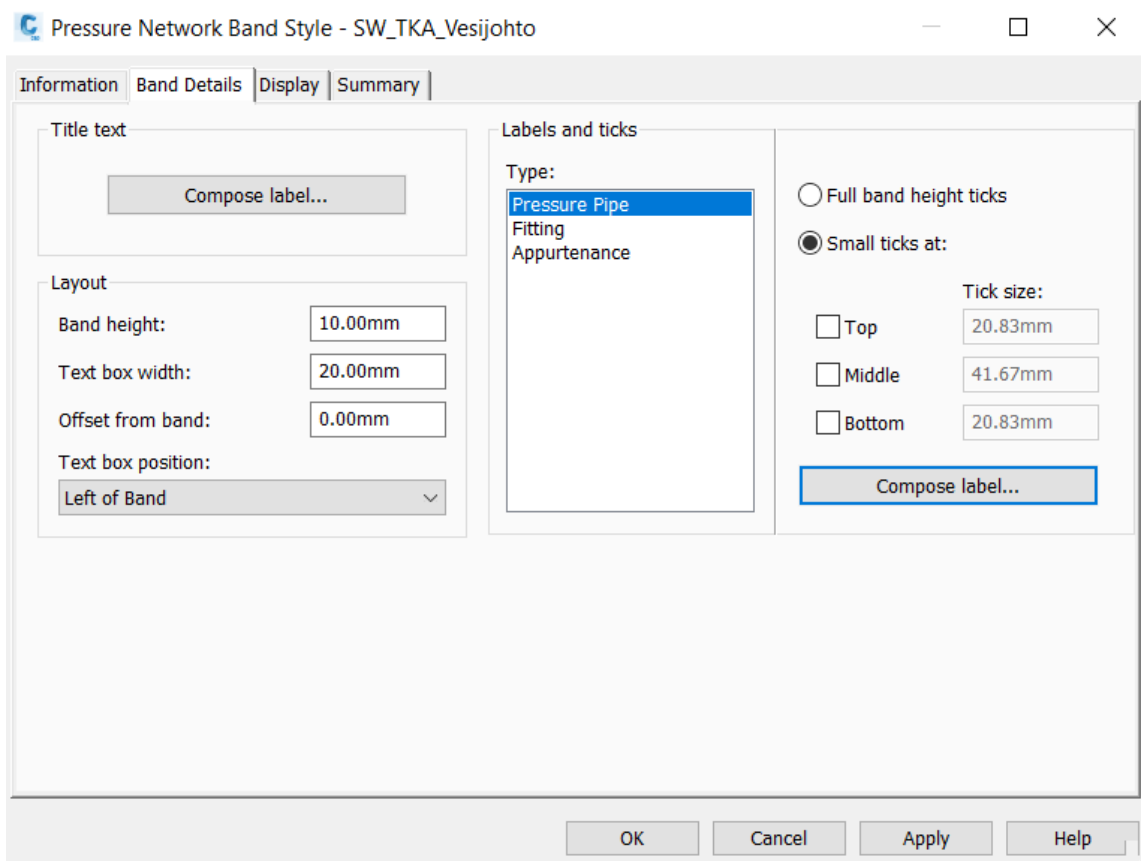 Pressure Network Band Style - SW_TKA_Vesijohto
Information Band Details Display Summary
Title text
Compose label...
Layout
Band height: 10.00mm
Text box width: 20.00mm
Offset from band: 0.00mm
Text box position:
Left of Band
Labels and ticks
Type:
Pressure Pipe
Fitting
Appurtenance
Full band height ticks
Small ticks at:
Tick size:
Top 20.83mm
Middle 41.67mm
Bottom 20.83mm
Compose label...
OK Cancel Apply Help